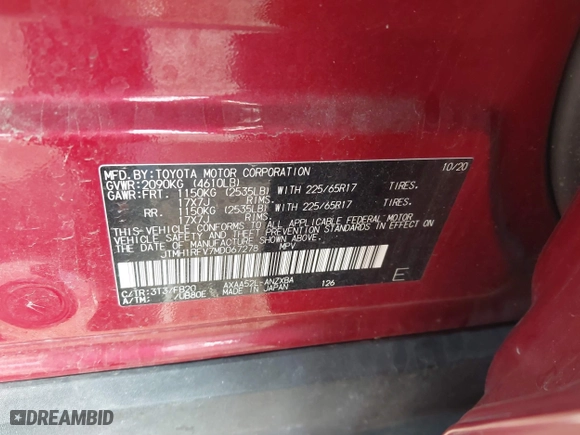 MFD.BY:TOYOTA MOTOR CORPORATION 10/20
GVWR:2090KG (4610LB)
GAWR:FRT. 1150KG (2535LB) WITH 225/65R17 TIRES.
17X7J RIMS.
RR. 1150KG (2535LB) WITH 225/65R17 TIRES.
17X7J RIMS.
THIS VEHICLE CONFORMS TO ALL APPLICABLE FEDERAL MOTOR
VEHICLE SAFETY AND THEFT PREVENTION STANDARDS IN
EFFECT ON THE DATE OF MANUFACTURE SHOWN ABOVE.
JTMH1RFV7MD067278 MPV
C/TR:3T3/FB20 AXAA52L-ANZXBA
A/TM: /UB80E MADE IN JAPAN 126
E
DREAMBID